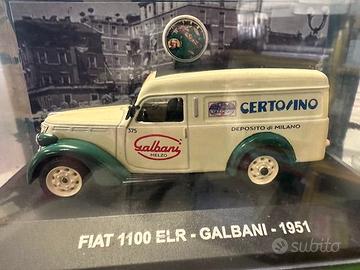 CERTOSINO
375
DEPOSITO DI MILANO
Galbani
MELZO
FIAT 1100 ELR - GALBANI - 1951
subito